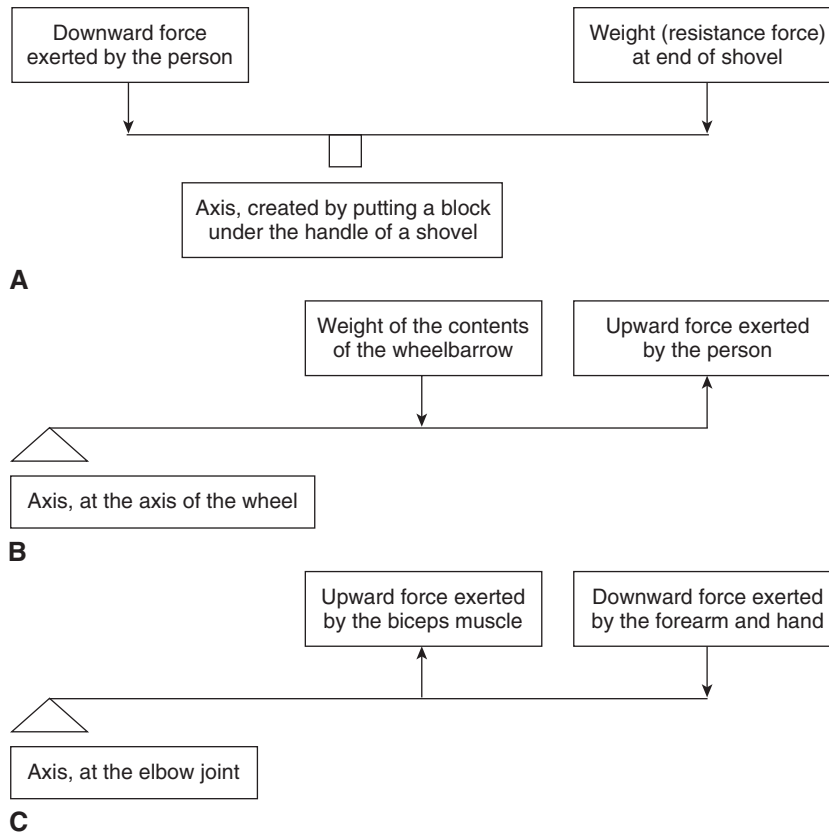 Downward force
exerted by the person
Weight (resistance force)
at end of shovel
Axis, created by putting a block
under the handle of a shovel
A
Weight of the contents
of the wheelbarrow
Upward force exerted
by the person
Axis, at the axis of the wheel
B
Upward force exerted
by the biceps muscle
Downward force exerted
by the forearm and hand
Axis, at the elbow joint
C